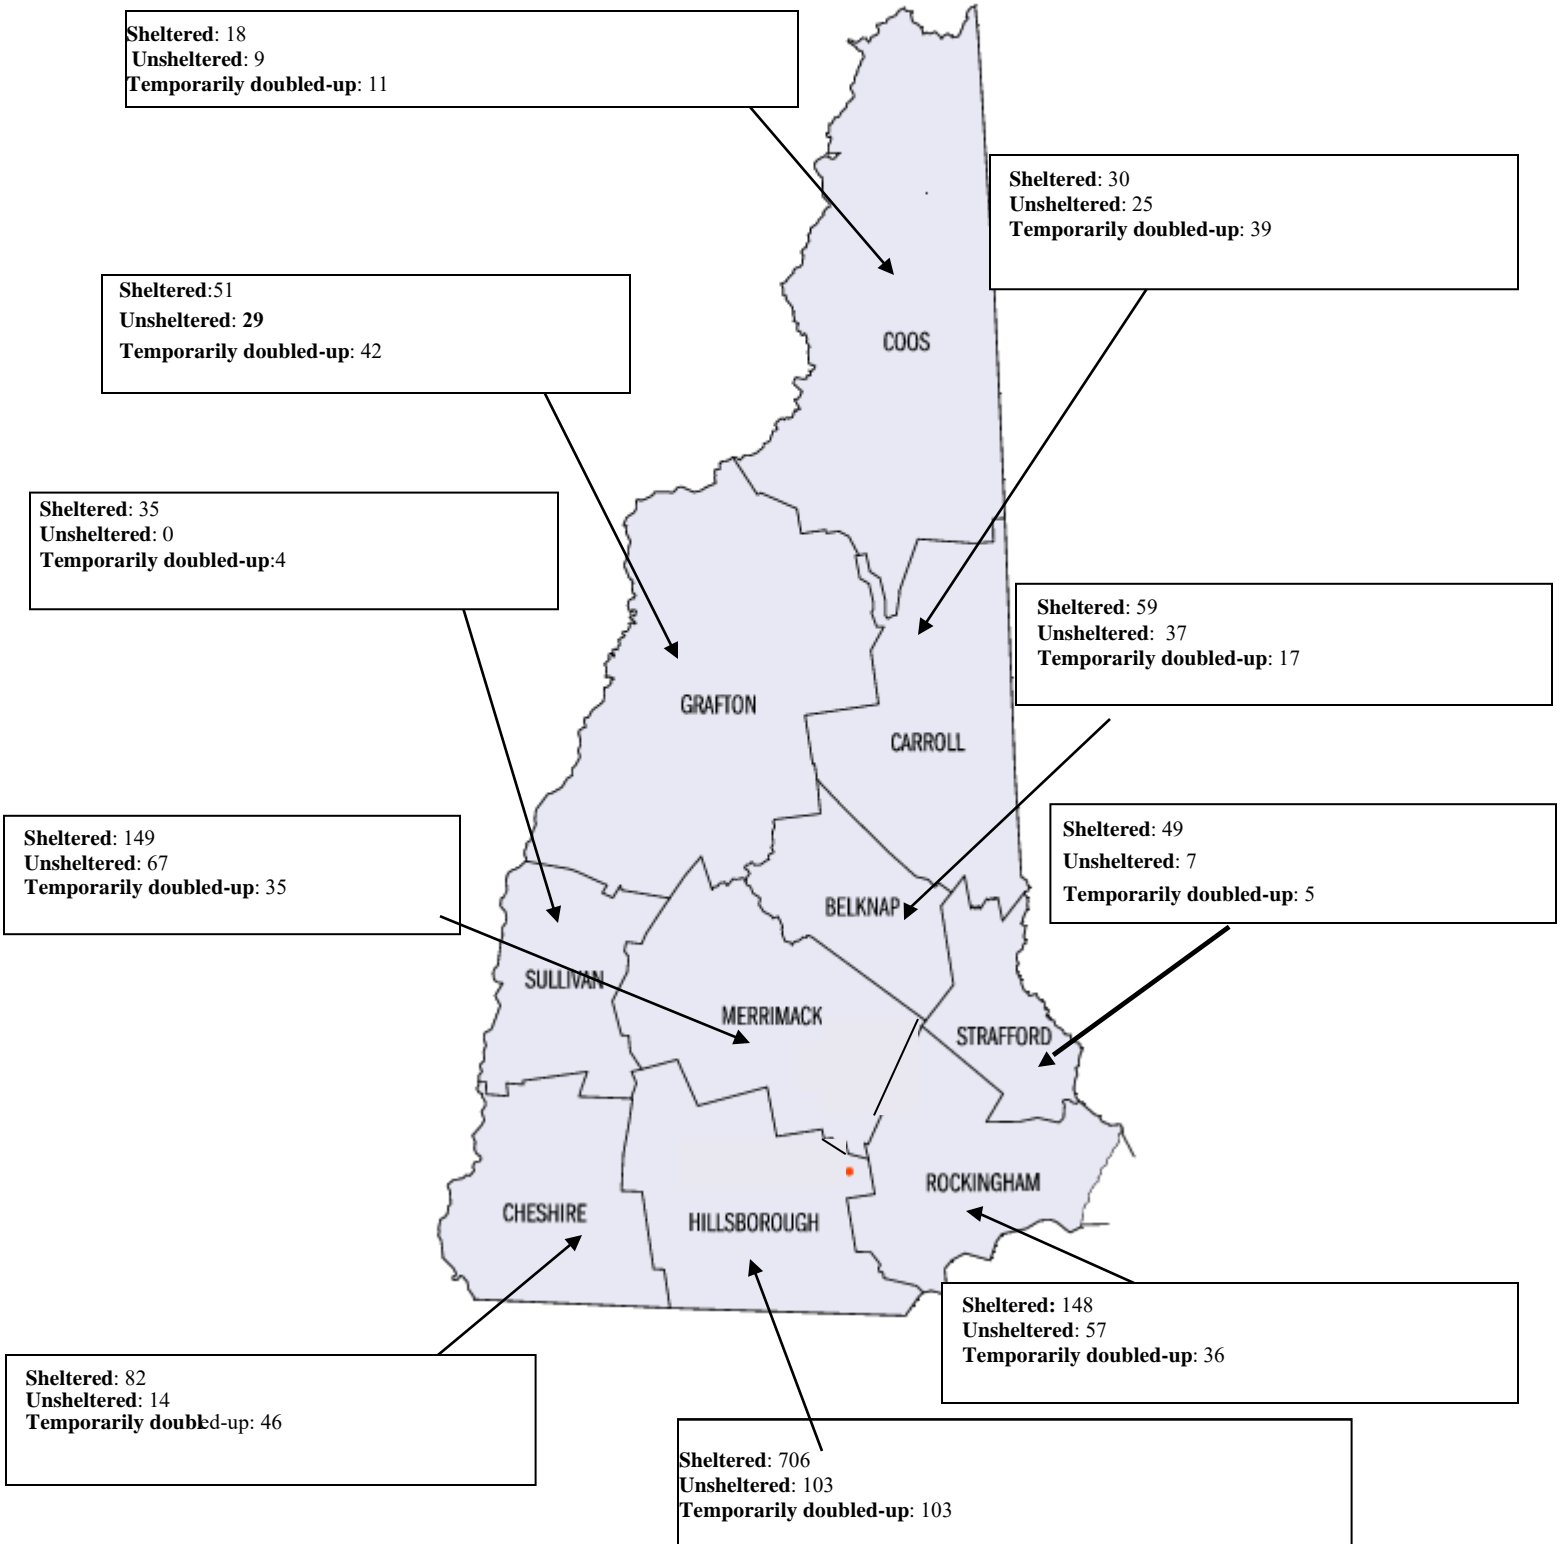 Sheltered: 18
Unsheltered: 9
Temporarily doubled-up: 11
Sheltered: 30
Unsheltered: 25
Temporarily doubled-up: 39
Sheltered:51
Unsheltered: 29
Temporarily doubled-up: 42
COOS
Sheltered: 35
Unsheltered: 0
Temporarily doubled-up:4
Sheltered: 59
Unsheltered: 37
Temporarily doubled-up: 17
GRAFTON
CARROLL
Sheltered: 149
Unsheltered: 67
Temporarily doubled-up: 35
Sheltered: 49
Unsheltered: 7
Temporarily doubled-up: 5
BELKNAP
SULLIVAN
MERRIMACK
STRAFFORD
ROCKINGHAM
CHESHIRE
HILLSBOROUGH
Sheltered: 148
Unsheltered: 57
Temporarily doubled-up: 36
Sheltered: 82
Unsheltered: 14
Temporarily doubled-up: 46
Sheltered: 706
Unsheltered: 103
Temporarily doubled-up: 103